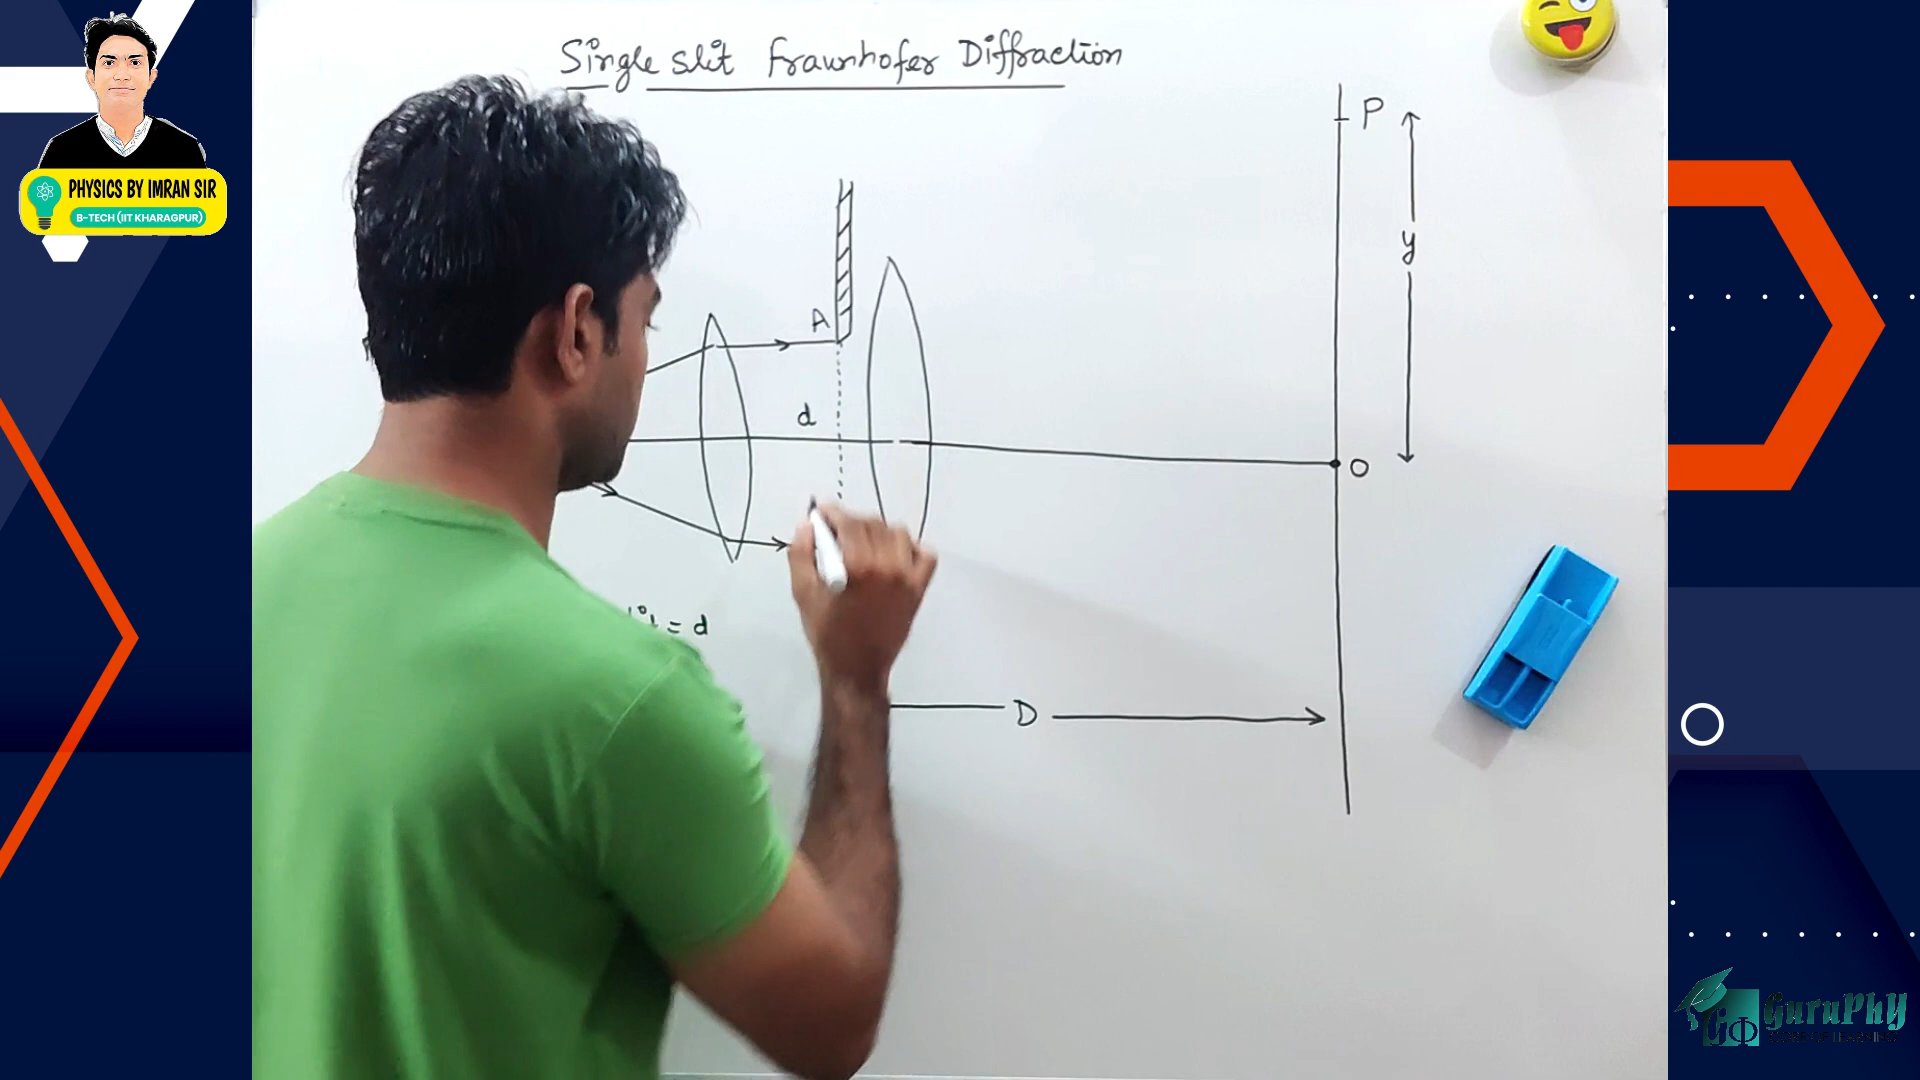 Single slit Fraunhofer Diffraction
PHYSICS BY IMRAN SIR
B-TECH (IIT KHARAGPUR)
P
y
A
d
O
= d
D
GuruPhy